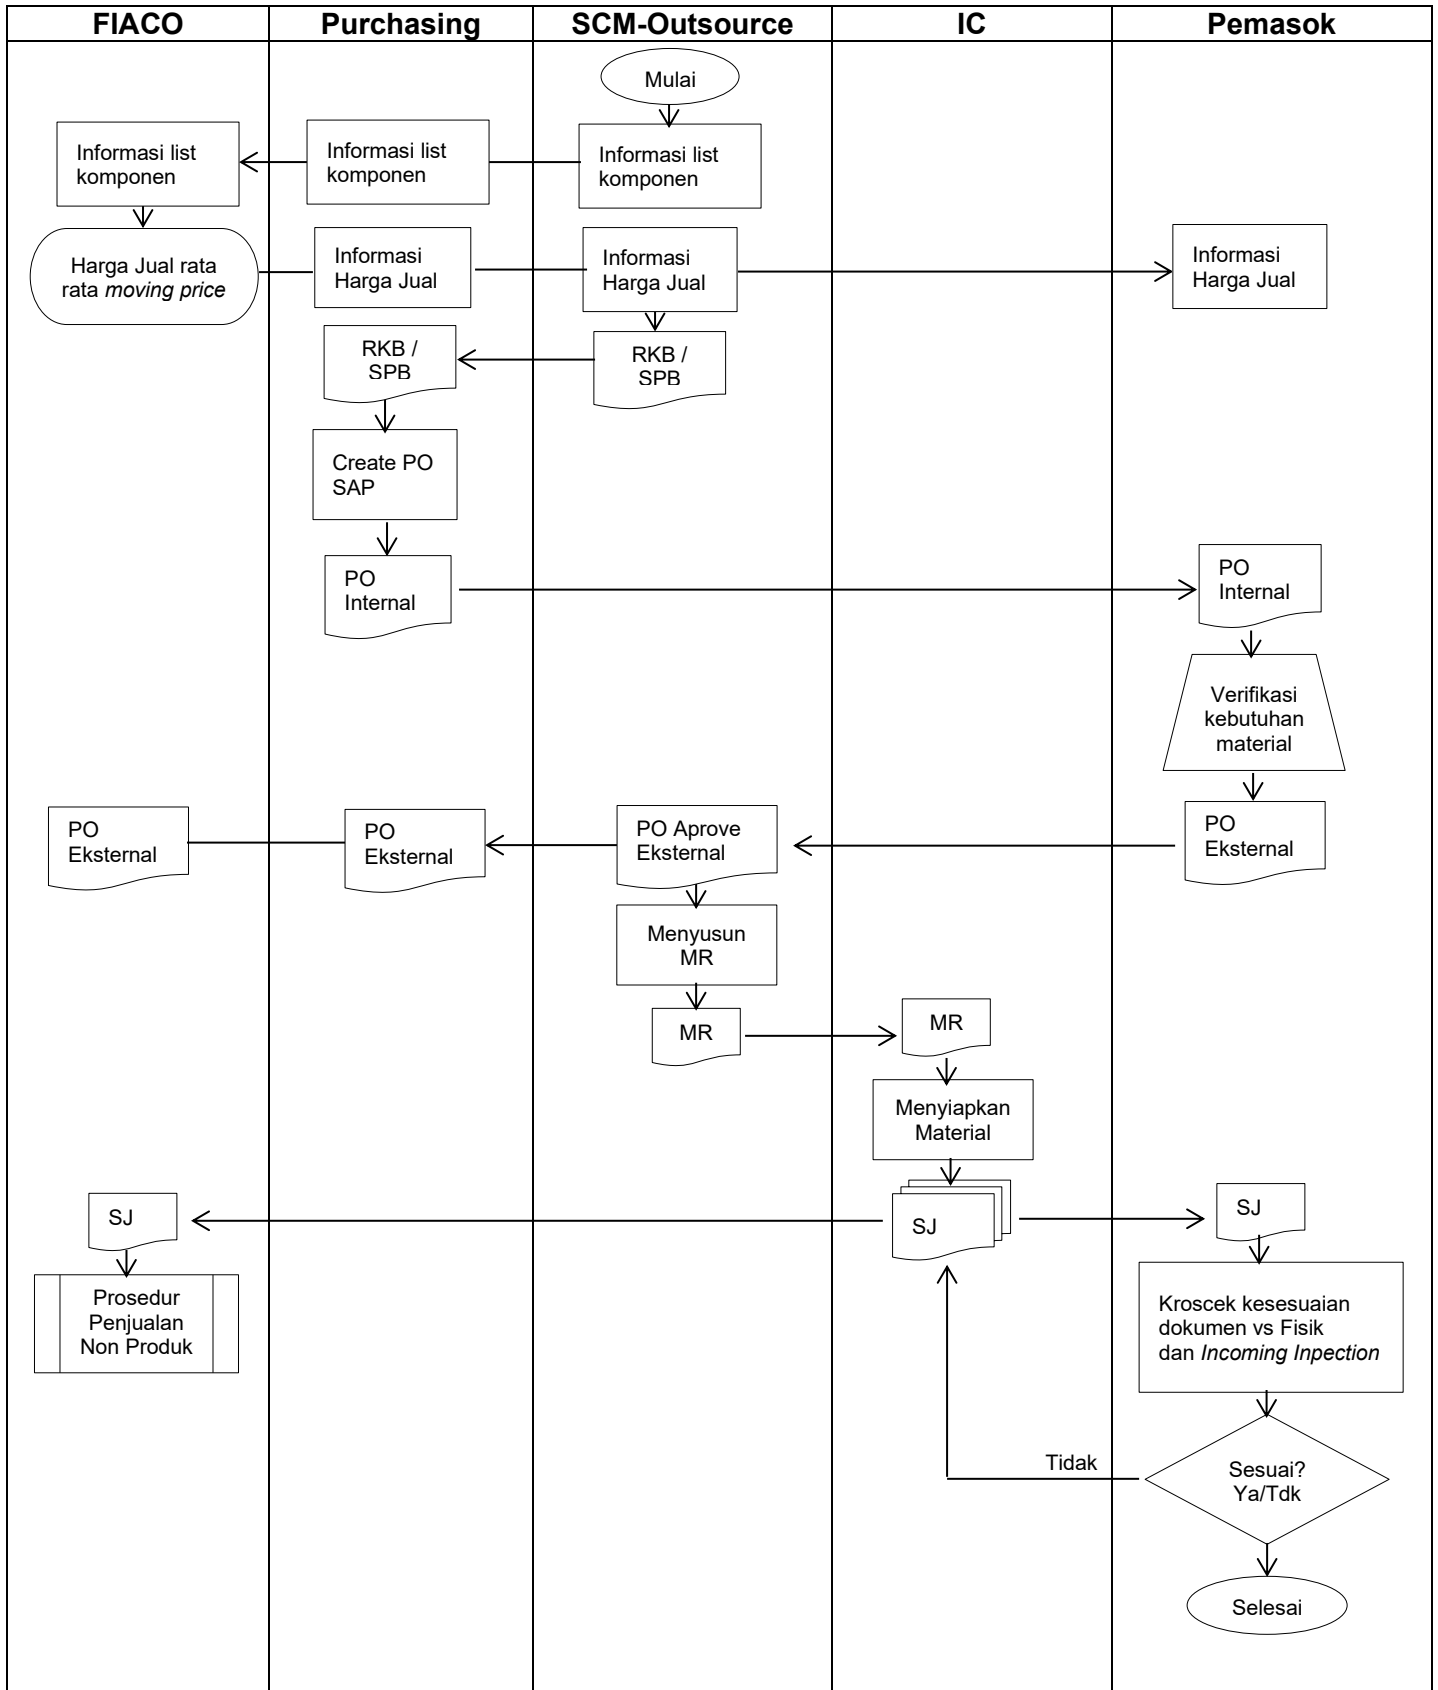 FIACO
Purchasing
SCM-Outsource
IC
Pemasok
Mulai
Informasi list
komponen
Informasi list
komponen
Informasi list
komponen
Harga Jual rata
rata moving price
Informasi
Harga Jual
Informasi
Harga Jual
Informasi
Harga Jual
RKB /
SPB
RKB /
SPB
Create PO
SAP
PO
Internal
PO
Internal
Verifikasi
kebutuhan
material
PO
Eksternal
PO
Eksternal
PO Aprove
Eksternal
PO
Eksternal
Menyusun
MR
MR
MR
Menyiapkan
Material
SJ
SJ
SJ
Prosedur
Penjualan
Non Produk
Kroscek kesesuaian
dokumen vs Fisik
dan Incoming Inpection
Tidak
Sesuai?
Ya/Tdk
Selesai